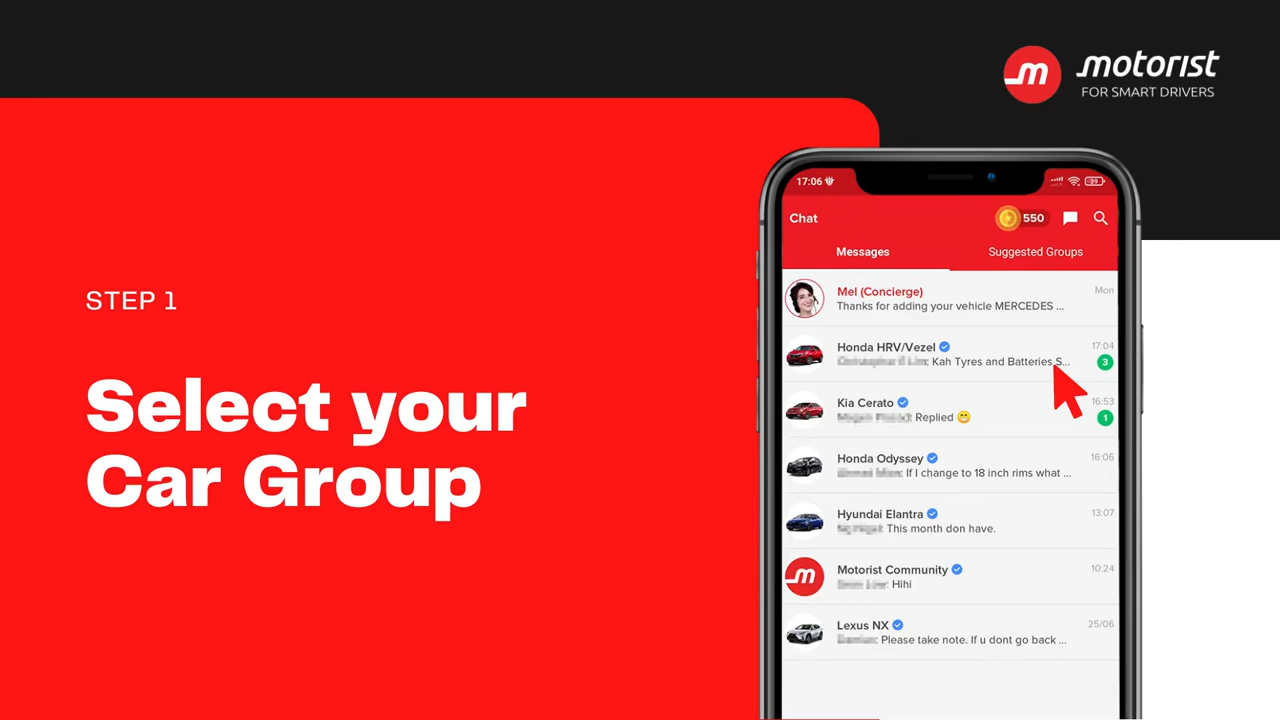 motorist
FOR SMART DRIVERS
STEP 1
Select your
Car Group
17:06
39
Chat
550
Messages
Suggested Groups
Mel (Concierge)
Mon
Thanks for adding your vehicle MERCEDES ...
Honda HRV/Vezel
17:04
: Kah Tyres and Batteries S...
3
Kia Cerato
16:53
: Replied 😁
1
Honda Odyssey
16:06
: If I change to 18 inch rims what ...
Hyundai Elantra
13:07
: This month don have.
Motorist Community
10:24
: Hihi
Lexus NX
25/06
: Please take note. If u dont go back ...